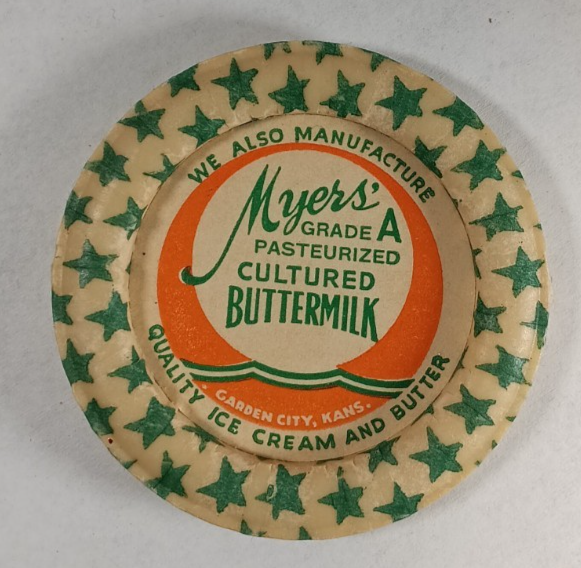 WE ALSO MANUFACTURE
Myers'
GRADE A
PASTEURIZED
CULTURED
BUTTERMILK
GARDEN CITY, KANS.
QUALITY ICE CREAM AND BUTTER